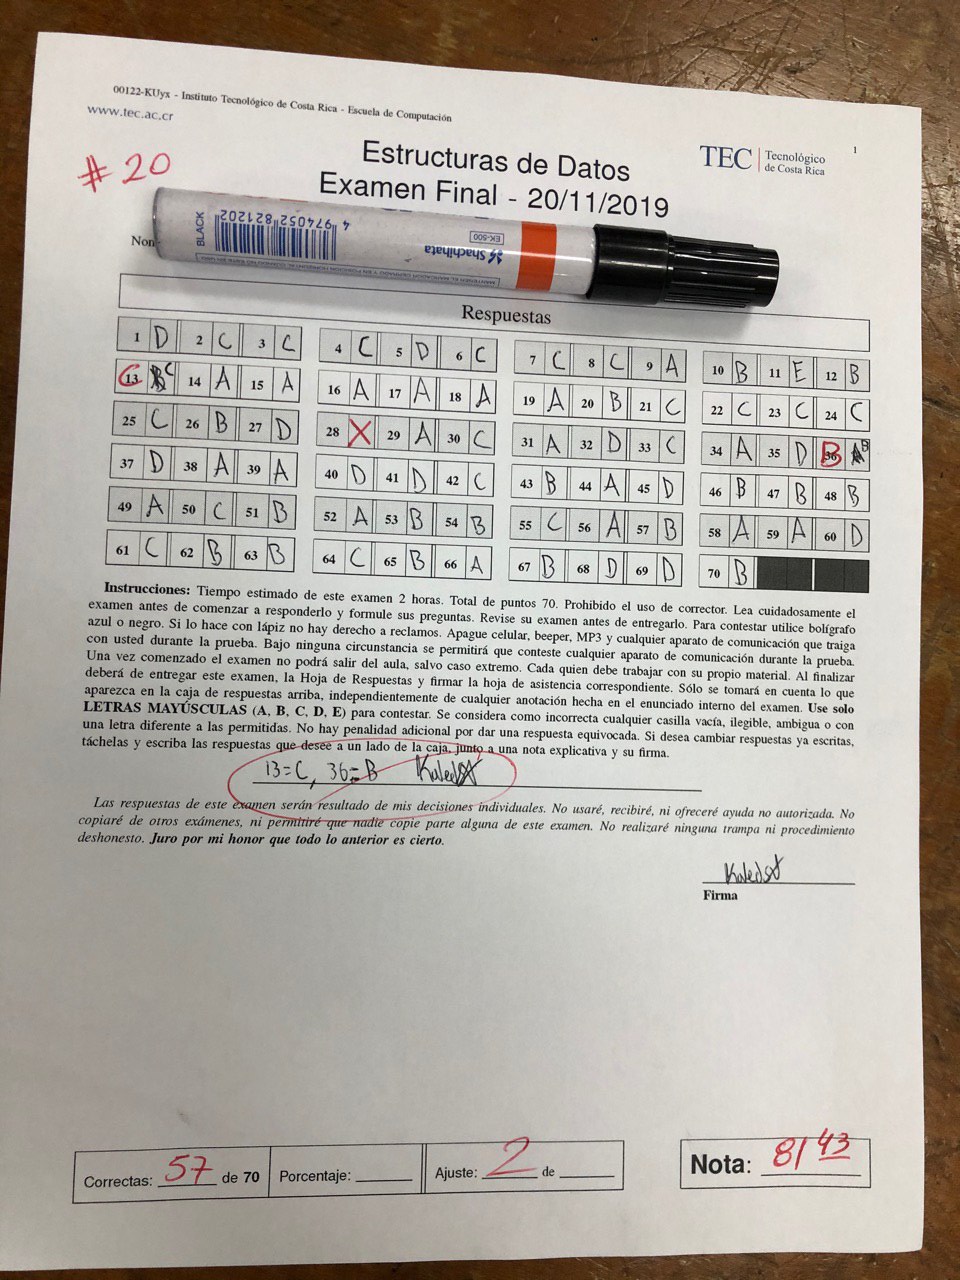 00122-KUyx - Instituto Tecnológico de Costa Rica - Escuela de Computación
www.tec.ac.cr
1
TEC Tecnológico de Costa Rica
# 20
Estructuras de Datos
Examen Final - 20/11/2019
4 974052 821202
BLACK
Shachihata
EK-500
Respuestas
1 D 2 C 3 C 4 C 5 D 6 C 7 C 8 C 9 A 10 B 11 E 12 B
C 13 C 14 A 15 A 16 A 17 A 18 A 19 A 20 B 21 C 22 C 23 C 24 C
25 C 26 B 27 D 28 X 29 A 30 C 31 A 32 D 33 C 34 A 35 D B 36 A B
37 D 38 A 39 A 40 D 41 D 42 C 43 B 44 A 45 D 46 B 47 B 48 B
49 A 50 C 51 B 52 A 53 B 54 B 55 C 56 A 57 B 58 A 59 A 60 D
61 C 62 B 63 B 64 C 65 B 66 A 67 B 68 D 69 D 70 B
Instrucciones: Tiempo estimado de este examen 2 horas. Total de puntos 70. Prohibido el uso de corrector. Lea cuidadosamente el
examen antes de comenzar a responderlo y formule sus preguntas. Revise su examen antes de entregarlo. Para contestar utilice bolígrafo
azul o negro. Si lo hace con lápiz no hay derecho a reclamos. Apague celular, beeper, MP3 y cualquier aparato de comunicación que traiga
con usted durante la prueba. Bajo ninguna circunstancia se permitirá que conteste cualquier aparato de comunicación durante la prueba.
Una vez comenzado el examen no podrá salir del aula, salvo caso extremo. Cada quien debe trabajar con su propio material. Al finalizar
deberá de entregar este examen, la Hoja de Respuestas y firmar la hoja de asistencia correspondiente. Sólo se tomará en cuenta lo que
aparezca en la caja de respuestas arriba, independientemente de cualquier anotación hecha en el enunciado interno del examen. Use solo
LETRAS MAYÚSCULAS (A, B, C, D, E) para contestar. Se considera como incorrecta cualquier casilla vacía, ilegible, ambigua o con
una letra diferente a las permitidas. No hay penalidad adicional por dar una respuesta equivocada. Si desea cambiar respuestas ya escritas,
táchelas y escriba las respuestas que desee a un lado de la caja, junto a una nota explicativa y su firma.
13=C, 36=B
Las respuestas de este examen serán resultado de mis decisiones individuales. No usaré, recibiré, ni ofreceré ayuda no autorizada. No
copiaré de otros exámenes, ni permitiré que nadie copie parte alguna de este examen. No realizaré ninguna trampa ni procedimiento
deshonesto. Juro por mi honor que todo lo anterior es cierto.
Firma
Correctas: 57 de 70 Porcentaje: Ajuste: 2 de
Nota: 81 43